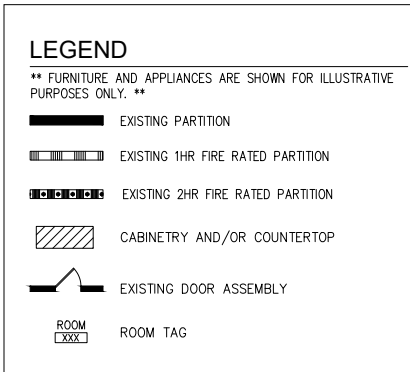 LEGEND
** FURNITURE AND APPLIANCES ARE SHOWN FOR ILLUSTRATIVE
PURPOSES ONLY. **
EXISTING PARTITION
EXISTING 1HR FIRE RATED PARTITION
EXISTING 2HR FIRE RATED PARTITION
CABINETRY AND/OR COUNTERTOP
EXISTING DOOR ASSEMBLY
ROOM
XXX
ROOM TAG